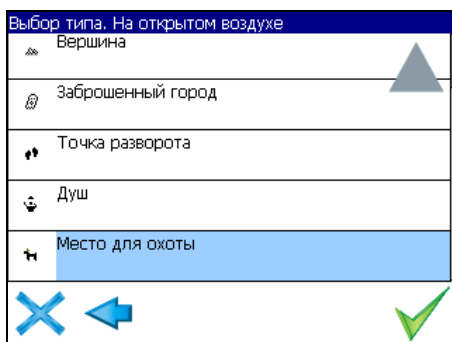 Выбор типа. На открытом воздухе
Вершина
Заброшенный город
Точка разворота
Душ
Место для охоты